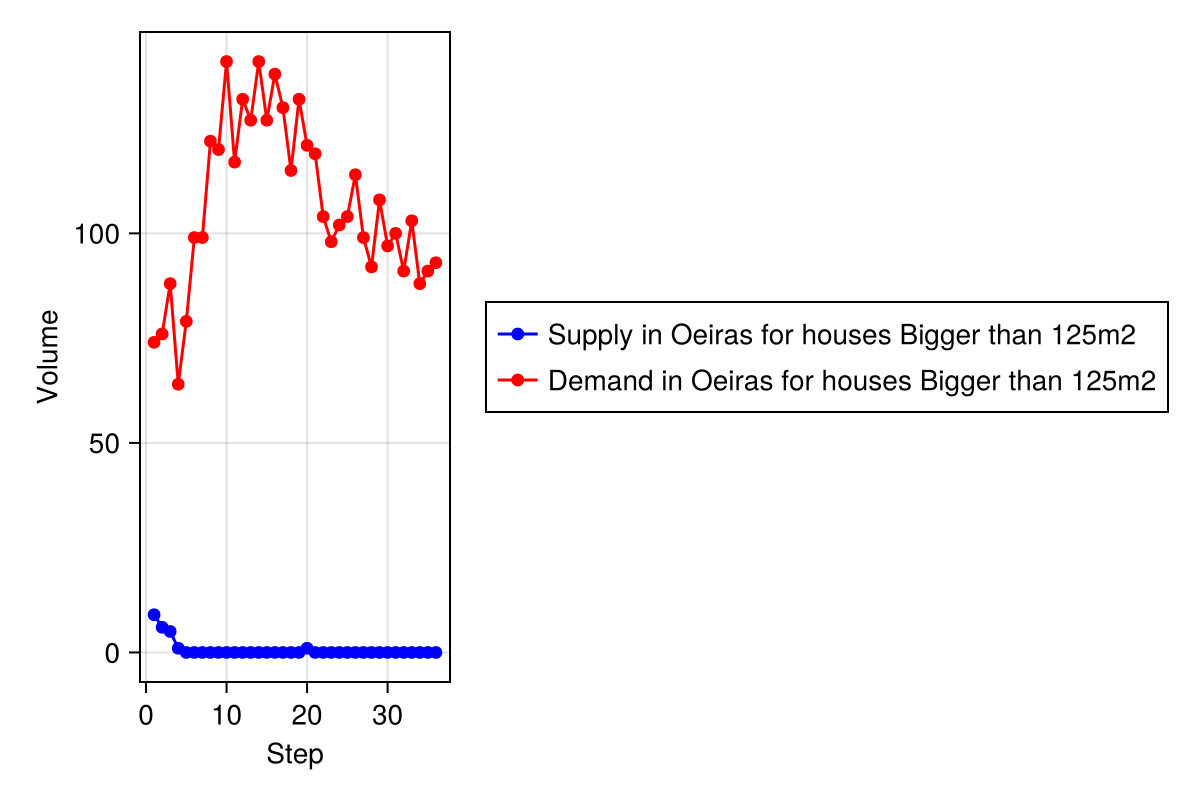 Volume
100
50
0
0 10 20 30
Step
Supply in Oeiras for houses Bigger than 125m2
Demand in Oeiras for houses Bigger than 125m2